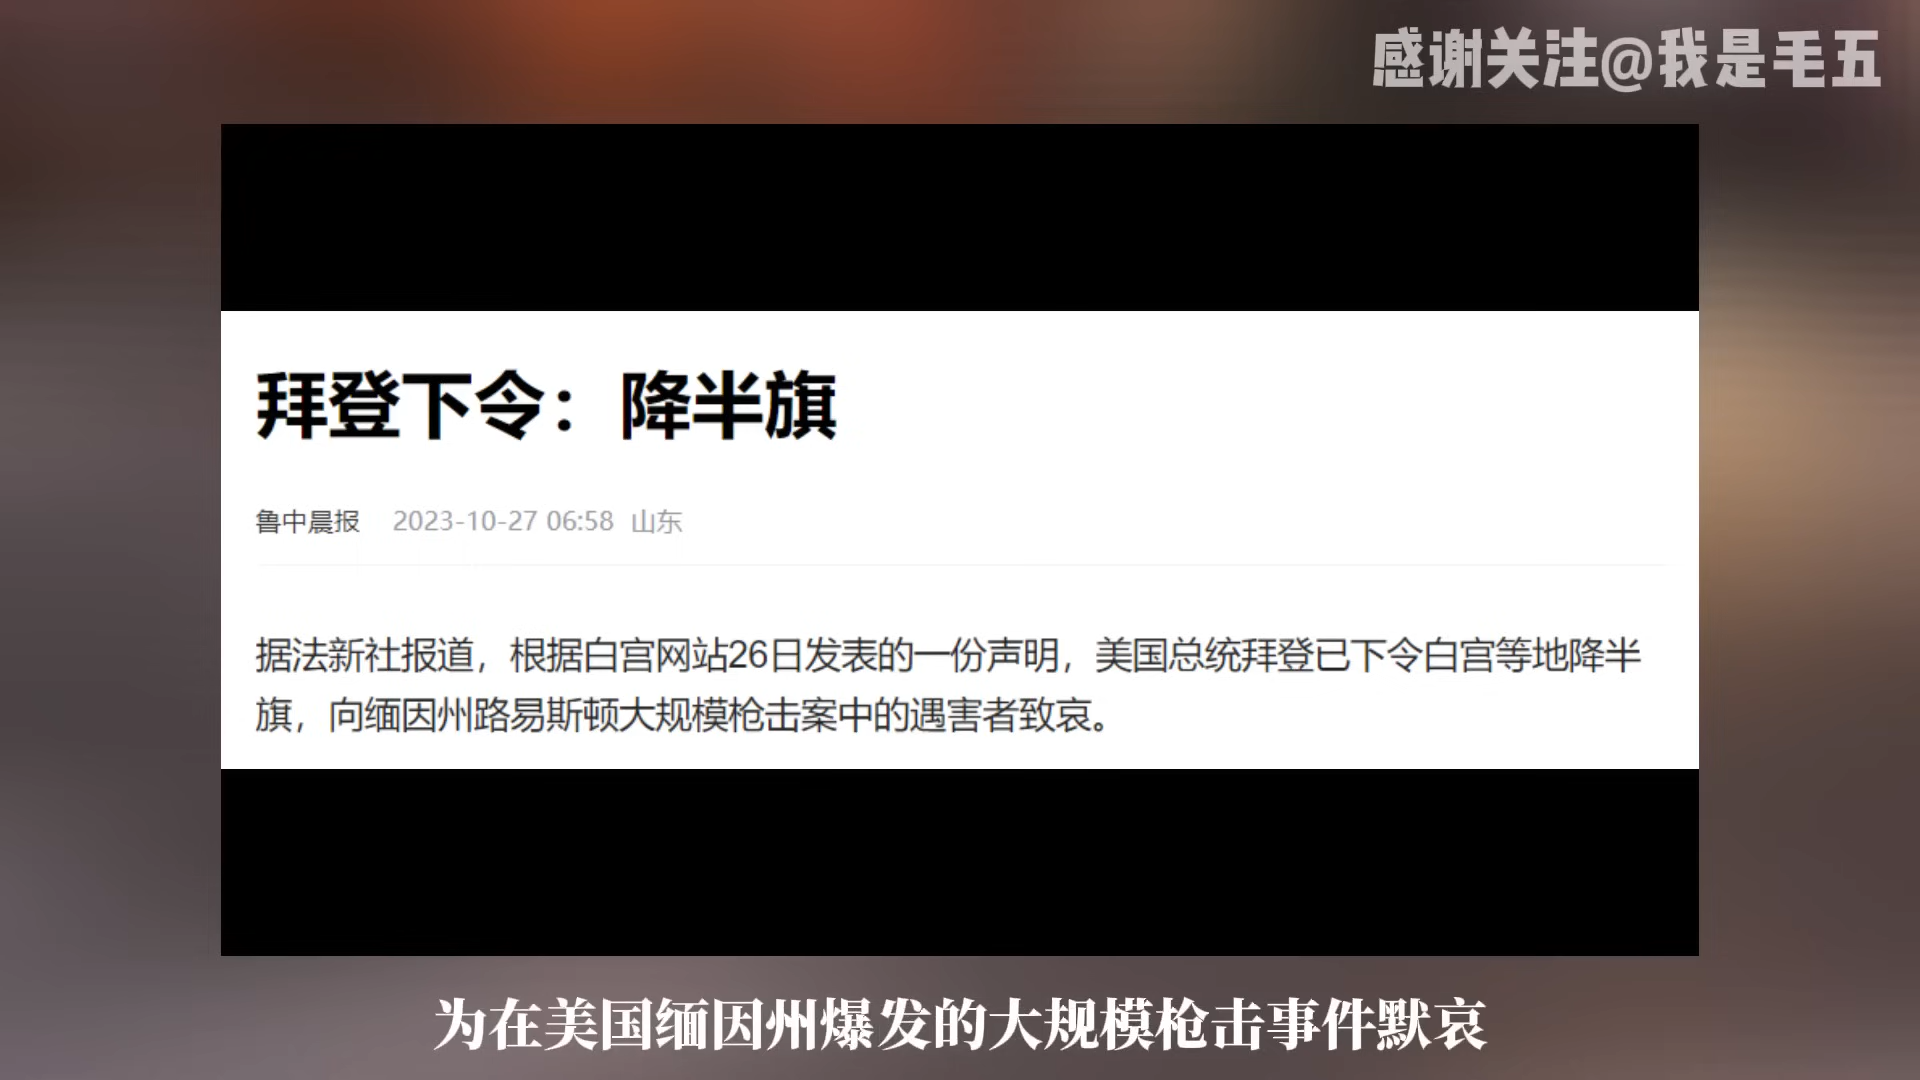 感谢关注@我是毛五
拜登下令：降半旗
鲁中晨报 2023-10-27 06:58 山东
据法新社报道，根据白宫网站26日发表的一份声明，美国总统拜登已下令白宫等地降半
旗，向缅因州路易斯顿大规模枪击案中的遇害者致哀。
为在美国缅因州爆发的大规模枪击事件默哀